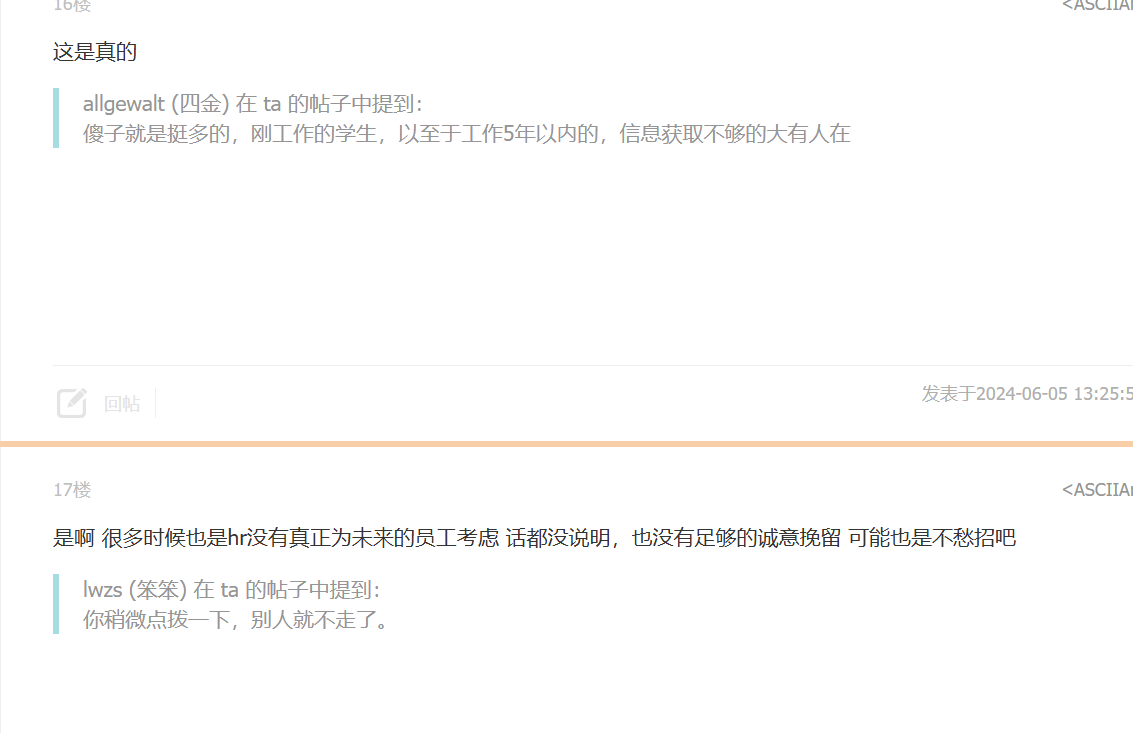 16楼
<ASCIIA
这是真的
allgewalt (四金) 在 ta 的帖子中提到：
傻子就是挺多的，刚工作的学生，以至于工作5年以内的，信息获取不够的大有人在
回帖
发表于2024-06-05 13:25:5
17楼
<ASCIIA
是啊 很多时候也是hr没有真正为未来的员工考虑 话都没说明，也没有足够的诚意挽留 可能也是不愁招吧
lwzs (笨笨) 在 ta 的帖子中提到：
你稍微点拨一下，别人就不走了。